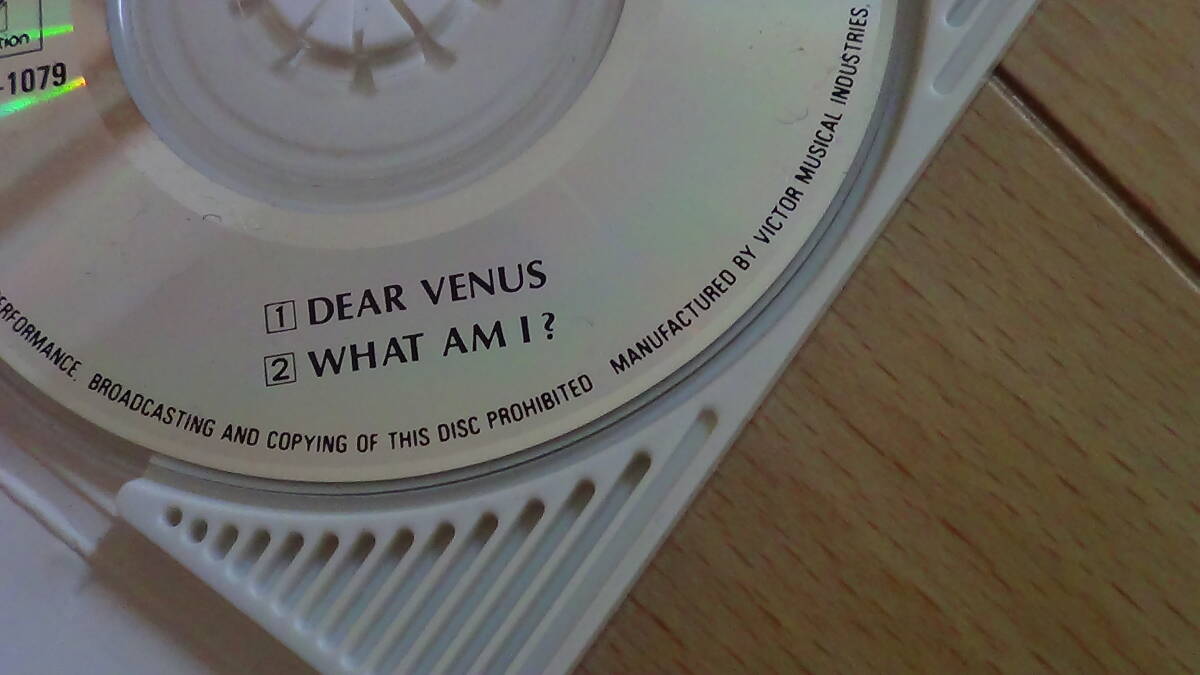 -1079
1 DEAR VENUS
2 WHAT AM I?
BROADCASTING AND COPYING OF THIS DISC PROHIBITED MANUFACTURED BY VICTOR MUSICAL INDUSTRIES,